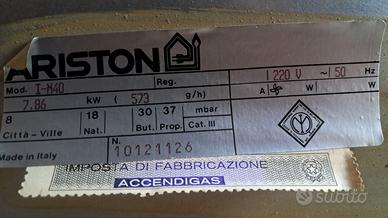 ARISTON
Mod. I-M40 Reg. 220 V ~ 50 Hz
7.86 kW ( 573 g/h) A W
8 18 30 37 mbar
Città - Ville Nat. But. Prop. Cat. III
N. 10121126
Made in Italy
IMPOSTA DI FABBRICAZIONE
ACCENDIGAS
subito